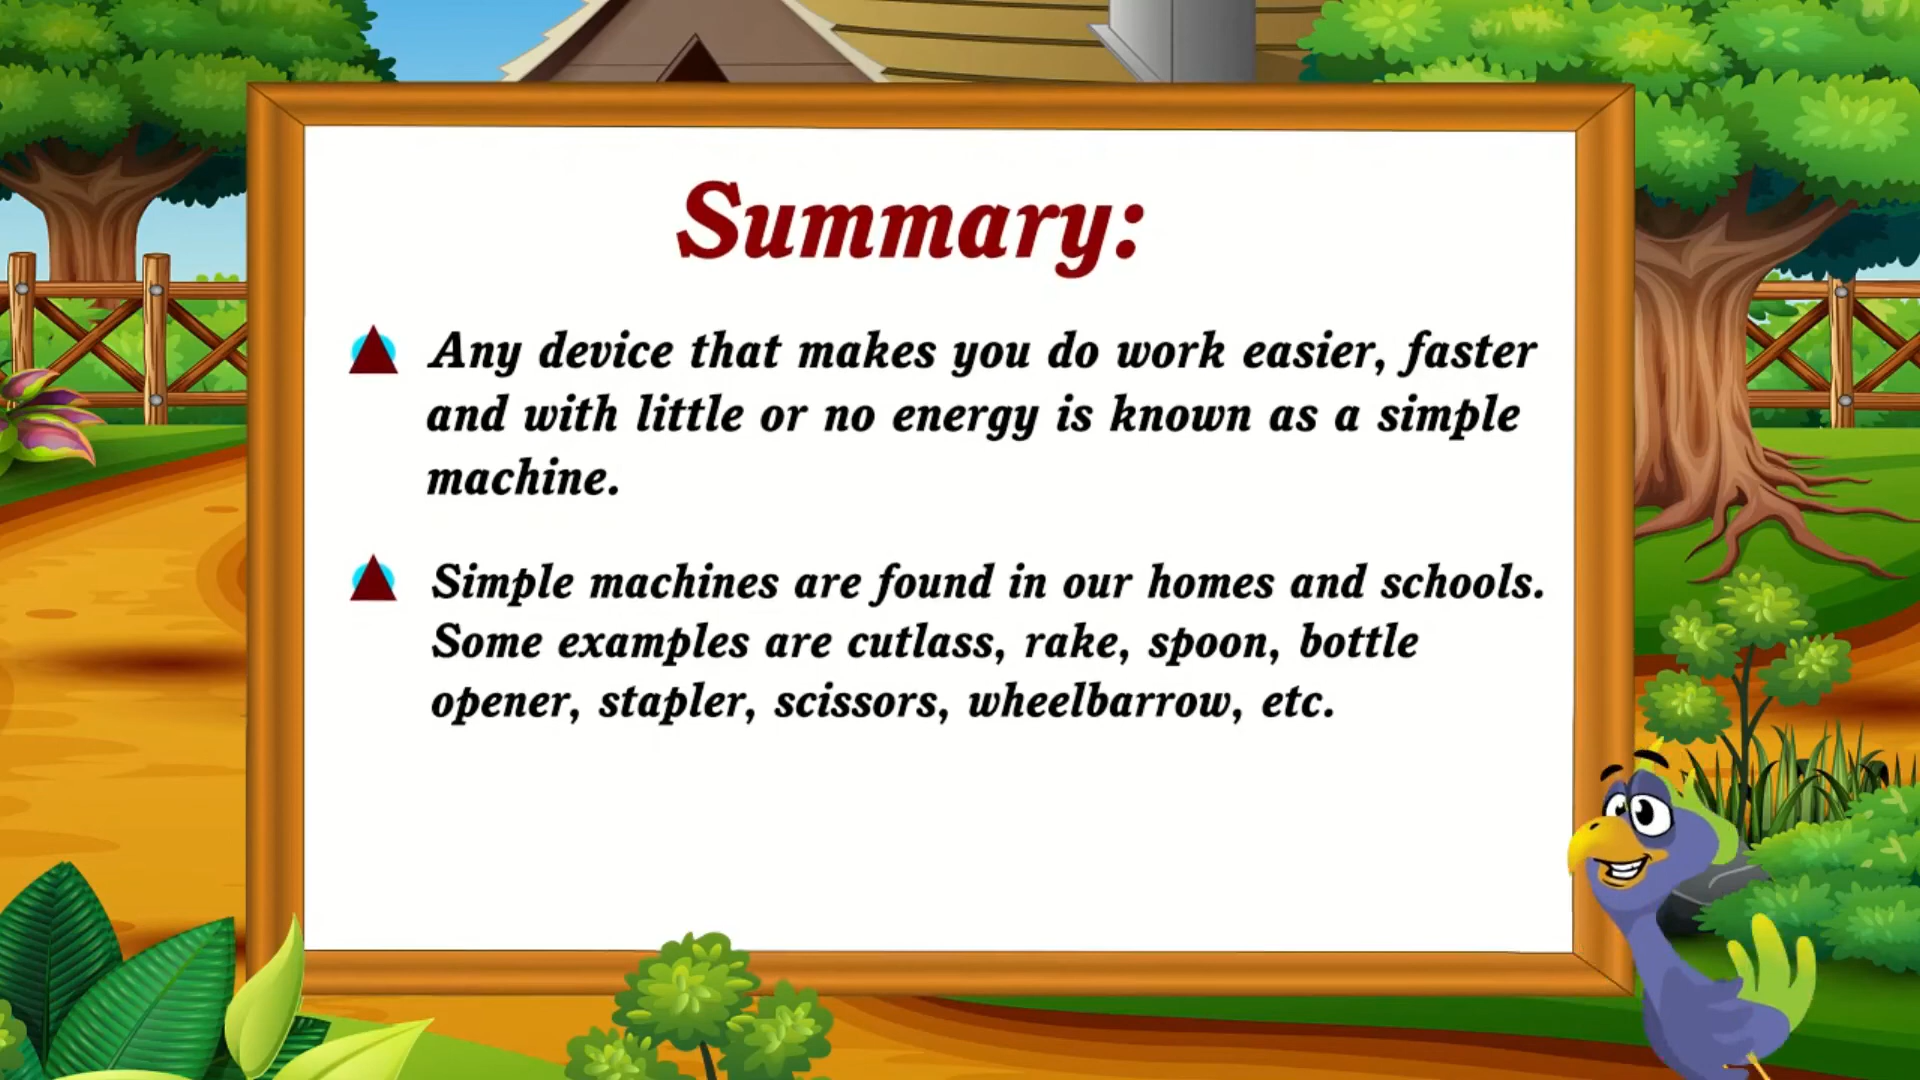 Summary:
Any device that makes you do work easier, faster
and with little or no energy is known as a simple
machine.
Simple machines are found in our homes and schools.
Some examples are cutlass, rake, spoon, bottle
opener, stapler, scissors, wheelbarrow, etc.